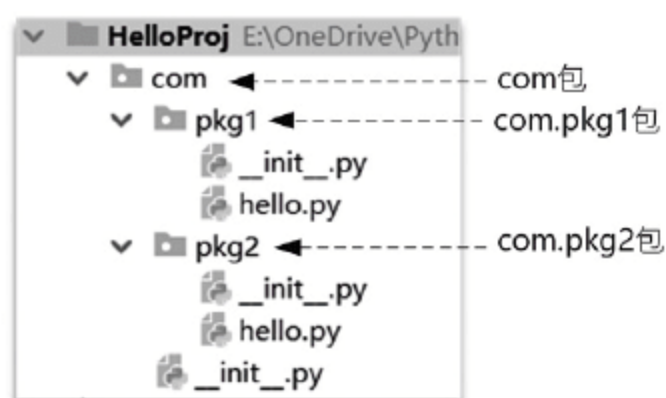 HelloProj E:\OneDrive\Pyth
com com包
pkg1 com.pkg1包
__init__.py
hello.py
pkg2 com.pkg2包
__init__.py
hello.py
__init__.py